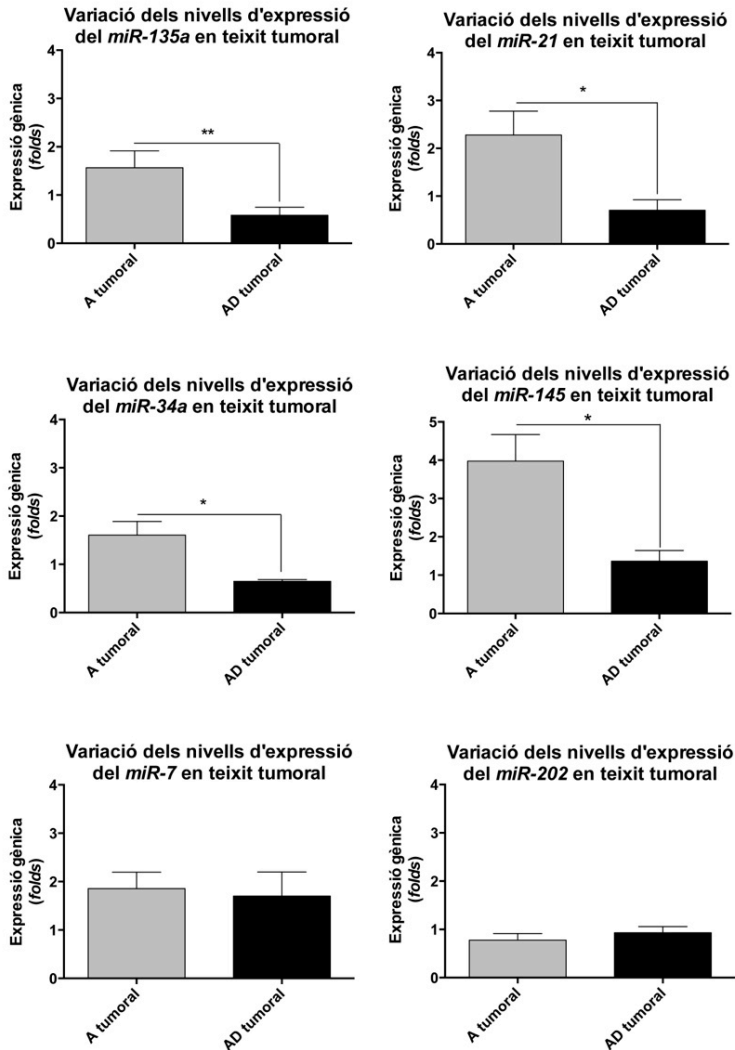 Variació dels nivells d'expressió
del miR-135a en teixit tumoral
Expressió gènica
(folds)
4
3
2
1
0
**
A tumoral
AD tumoral
Variació dels nivells d'expressió
del miR-21 en teixit tumoral
Expressió gènica
(folds)
4
3
2
1
0
*
A tumoral
AD tumoral
Variació dels nivells d'expressió
del miR-34a en teixit tumoral
Expressió gènica
(folds)
4
3
2
1
0
*
A tumoral
AD tumoral
Variació dels nivells d'expressió
del miR-145 en teixit tumoral
Expressió gènica
(folds)
5
4
3
2
1
0
*
A tumoral
AD tumoral
Variació dels nivells d'expressió
del miR-7 en teixit tumoral
Expressió gènica
(folds)
4
3
2
1
0
A tumoral
AD tumoral
Variació dels nivells d'expressió
del miR-202 en teixit tumoral
Expressió gènica
(folds)
4
3
2
1
0
A tumoral
AD tumoral